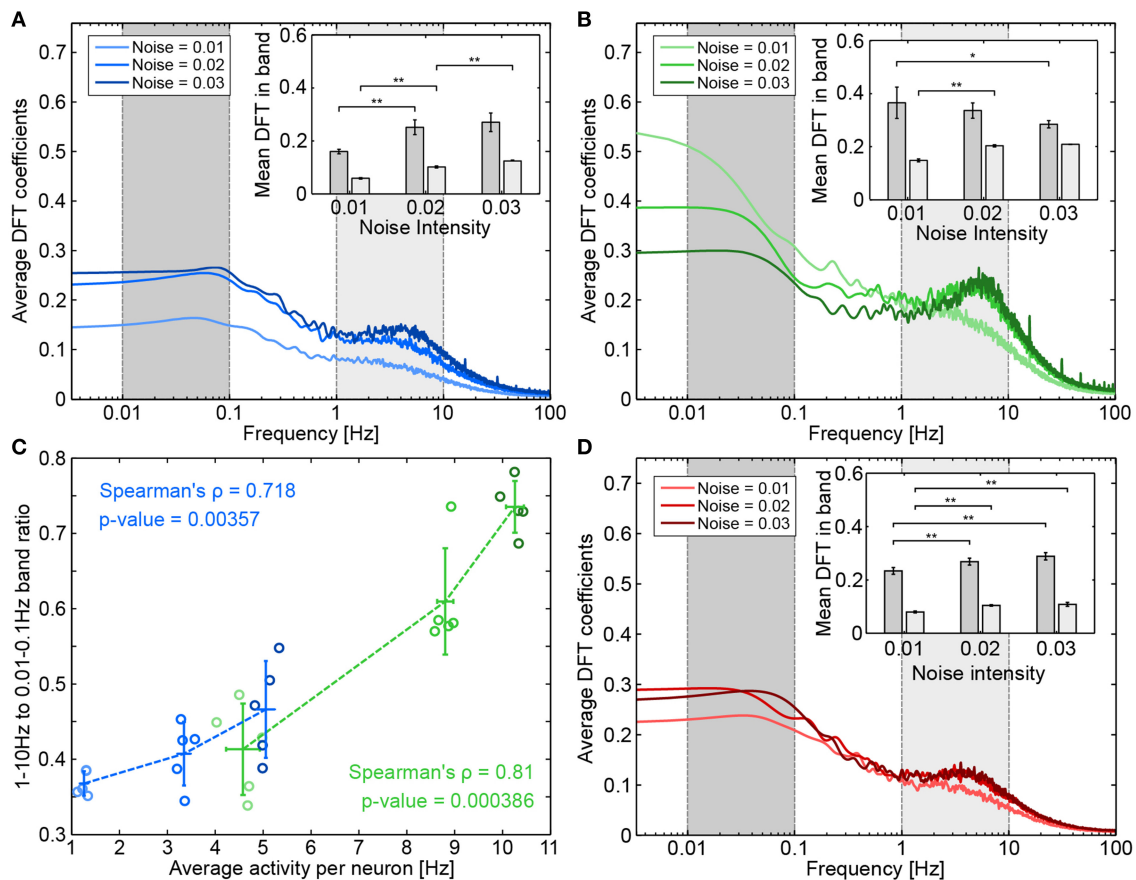 A
Average DFT coefficients
0.7
0.6
0.5
0.4
0.3
0.2
0.1
0
Noise = 0.01
Noise = 0.02
Noise = 0.03
0.01
0.1
1
10
100
Frequency [Hz]
Mean DFT in band
0.6
0.4
0.2
0
**
**
**
0.01
0.02
0.03
Noise Intensity
B
Average DFT coefficients
0.7
0.6
0.5
0.4
0.3
0.2
0.1
0
Noise = 0.01
Noise = 0.02
Noise = 0.03
0.01
0.1
1
10
100
Frequency [Hz]
Mean DFT in band
0.6
0.4
0.2
0
*
**
0.01
0.02
0.03
Noise Intensity
C
1-10Hz to 0.01-0.1Hz band ratio
0.8
0.7
0.6
0.5
0.4
0.3
Spearman's ρ = 0.718
p-value = 0.00357
Spearman's ρ = 0.81
p-value = 0.000386
1
2
3
4
5
6
7
8
9
10
11
Average activity per neuron [Hz]
D
Average DFT coefficients
0.7
0.6
0.5
0.4
0.3
0.2
0.1
0
Noise = 0.01
Noise = 0.02
Noise = 0.03
0.01
0.1
1
10
100
Frequency [Hz]
Mean DFT in band
0.6
0.4
0.2
0
**
**
**
**
0.01
0.02
0.03
Noise intensity